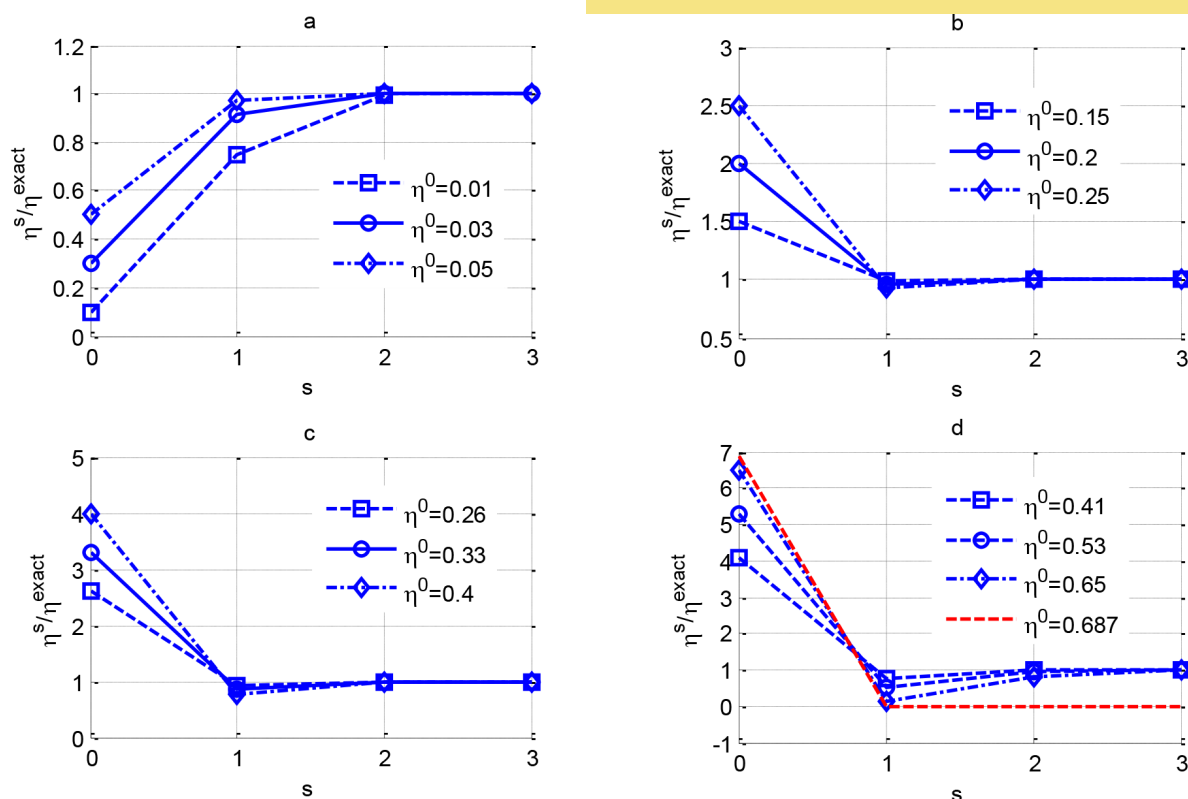 a
1.2
1
0.8
0.6
0.4
0.2
0
η^s/η^exact
η^0=0.01
η^0=0.03
η^0=0.05
0 1 2 3
s
b
3
2.5
2
1.5
1
0.5
η^s/η^exact
η^0=0.15
η^0=0.2
η^0=0.25
0 1 2 3
s
c
5
4
3
2
1
0
η^s/η^exact
η^0=0.26
η^0=0.33
η^0=0.4
0 1 2 3
s
d
7
6
5
4
3
2
1
0
-1
η^s/η^exact
η^0=0.41
η^0=0.53
η^0=0.65
η^0=0.687
0 1 2 3
s